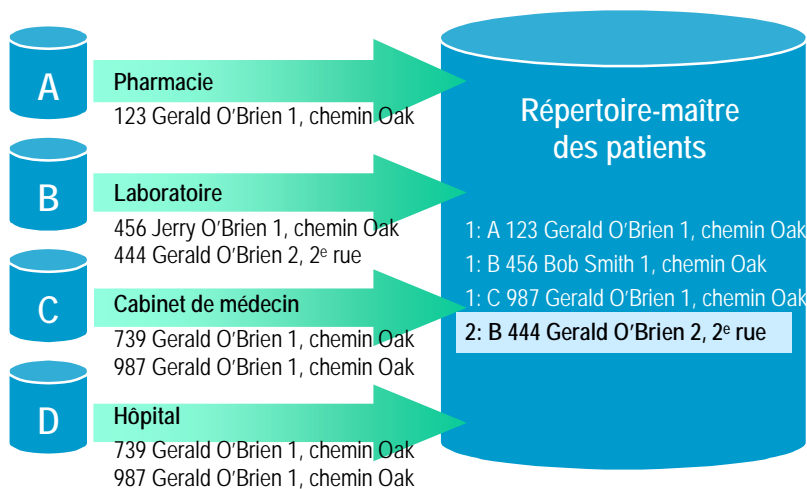 A
Pharmacie
123 Gerald O'Brien 1, chemin Oak
B
Laboratoire
456 Jerry O'Brien 1, chemin Oak
444 Gerald O'Brien 2, 2e rue
C
Cabinet de médecin
739 Gerald O'Brien 1, chemin Oak
987 Gerald O'Brien 1, chemin Oak
D
Hôpital
739 Gerald O'Brien 1, chemin Oak
987 Gerald O'Brien 1, chemin Oak
Répertoire-maître
des patients
1: A 123 Gerald O'Brien 1, chemin Oak
1: B 456 Bob Smith 1, chemin Oak
1: C 987 Gerald O'Brien 1, chemin Oak
2: B 444 Gerald O'Brien 2, 2e rue